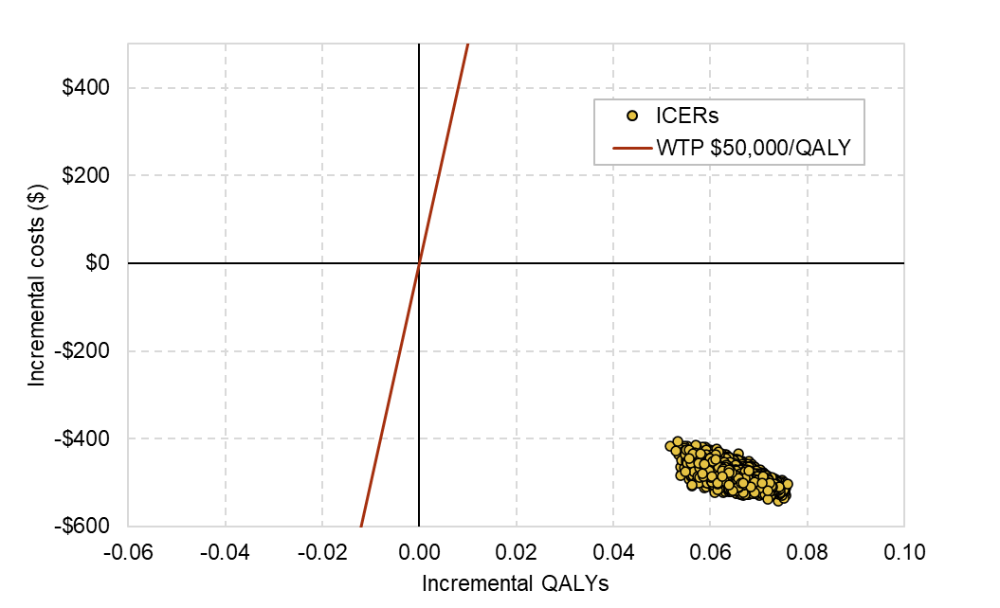 $400
$200
$0
-$200
-$400
-$600
Incremental costs ($)
ICERs
WTP $50,000/QALY
-0.06 -0.04 -0.02 0.00 0.02 0.04 0.06 0.08 0.10
Incremental QALYs